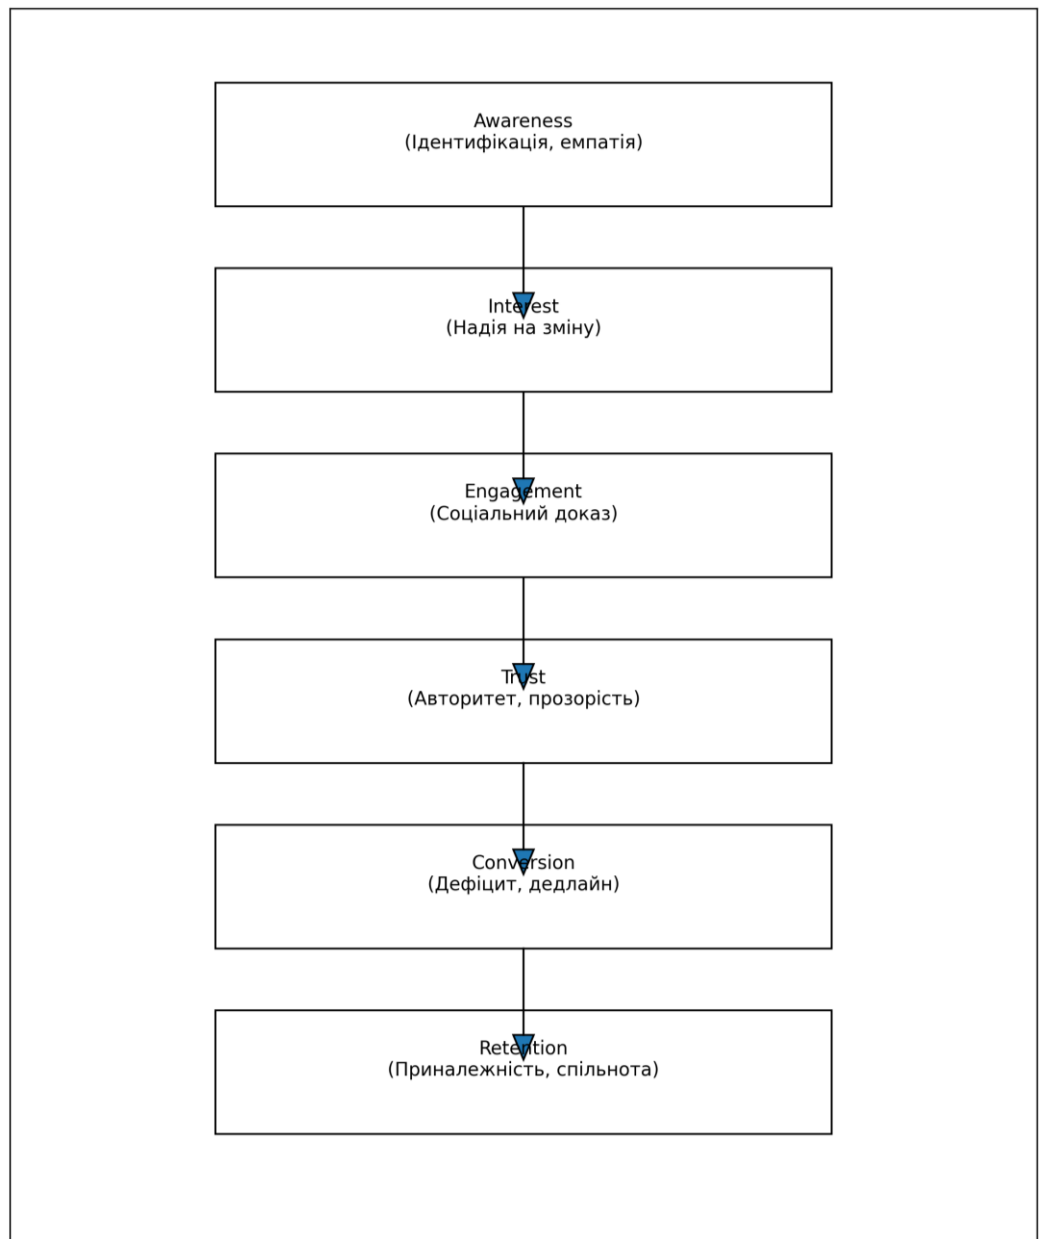 Awareness
(Ідентифікація, емпатія)
Interest
(Надія на зміну)
Engagement
(Соціальний доказ)
Trust
(Авторитет, прозорість)
Conversion
(Дефіцит, дедлайн)
Retention
(Приналежність, спільнота)